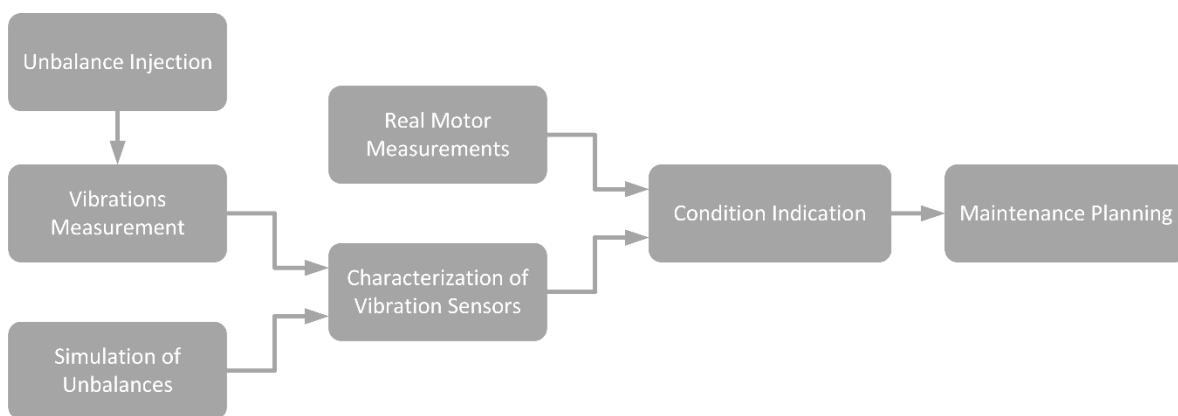 Unbalance Injection
Real Motor
Measurements
Vibrations
Measurement
Condition Indication
Maintenance Planning
Characterization of
Vibration Sensors
Simulation of
Unbalances